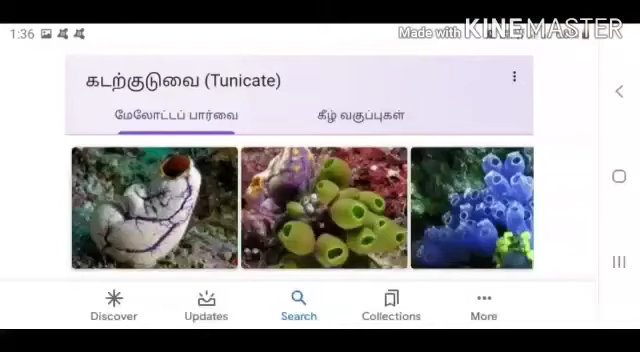 1:36
Made with KINEMASTER
கடற்குடுவை (Tunicate)
மேலோட்டப் பார்வை
கீழ் வகுப்புகள்
Discover
Updates
Search
Collections
More